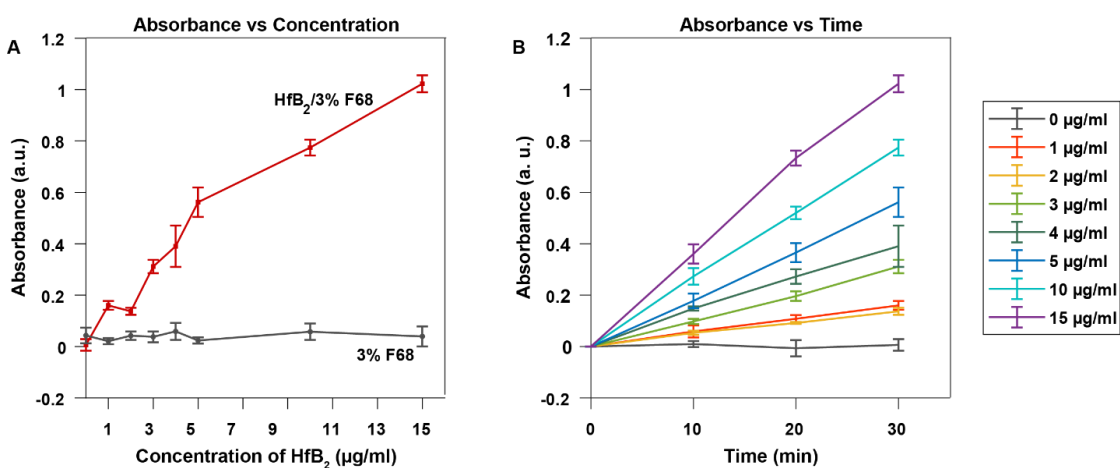 A
Absorbance vs Concentration
1.2
1
0.8
0.6
0.4
0.2
0
-0.2
Absorbance (a.u.)
HfB₂/3% F68
3% F68
1 3 5 7 9 11 13 15
Concentration of HfB₂ (µg/ml)
B
Absorbance vs Time
1.2
1
0.8
0.6
0.4
0.2
0
-0.2
Absorbance (a. u.)
0 10 20 30
Time (min)
0 µg/ml
1 µg/ml
2 µg/ml
3 µg/ml
4 µg/ml
5 µg/ml
10 µg/ml
15 µg/ml